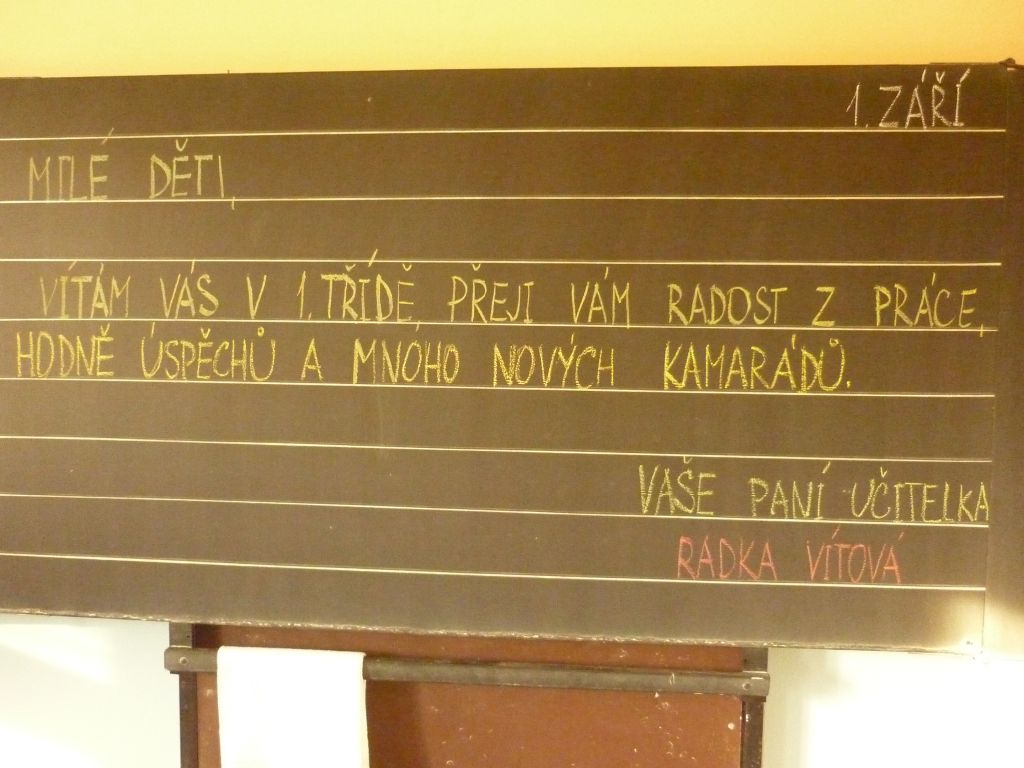 1. ZÁŘÍ
MILÉ DĚTI,
VÍTÁM VÁS V 1. TŘÍDĚ. PŘEJI VÁM RADOST Z PRÁCE,
HODNĚ ÚSPĚCHŮ A MNOHO NOVÝCH KAMARÁDŮ.
VAŠE PANÍ UČITELKA
RADKA VÍTOVÁ